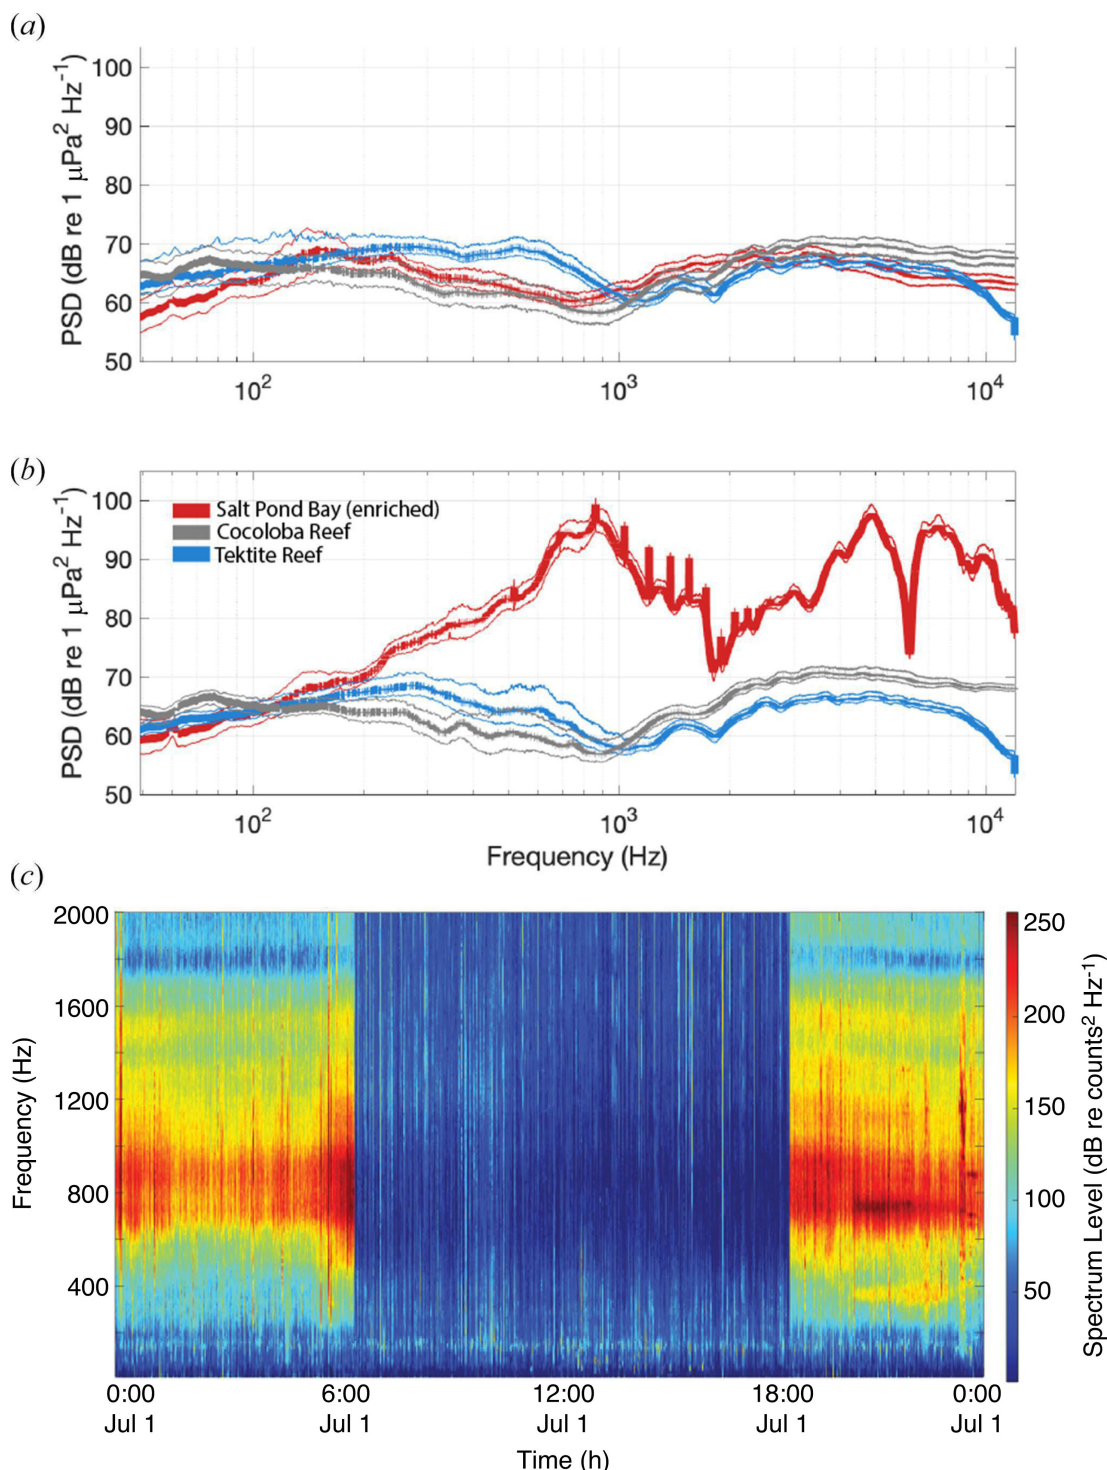 (a)
PSD (dB re 1 μPa² Hz⁻¹)
100
90
80
70
60
50
10²
10³
10⁴
(b)
PSD (dB re 1 μPa² Hz⁻¹)
100
90
80
70
60
50
Salt Pond Bay (enriched)
Cocoloba Reef
Tektite Reef
10²
10³
10⁴
Frequency (Hz)
(c)
Frequency (Hz)
2000
1600
1200
800
400
0:00 6:00 12:00 18:00 0:00
Jul 1 Jul 1 Jul 1 Jul 1 Jul 1
Time (h)
250
200
150
100
50
Spectrum Level (dB re counts² Hz⁻¹)